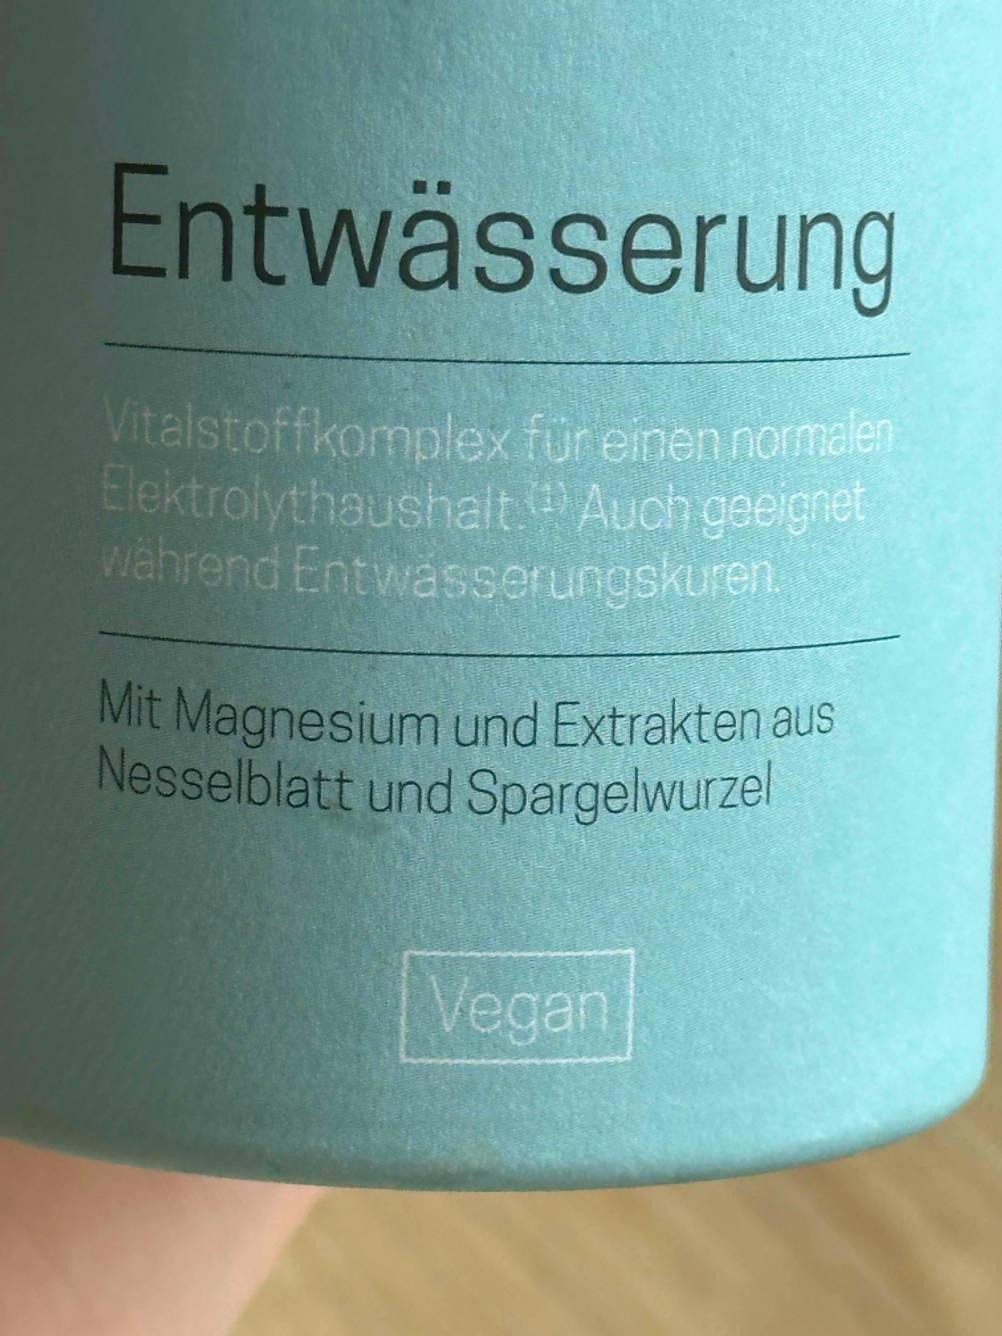 Entwässerung
Vitalstoffkomplex für einen normalen
Elektrolythaushalt.(1) Auch geeignet
während Entwässerungskuren.
Mit Magnesium und Extrakten aus
Nesselblatt und Spargelwurzel
Vegan